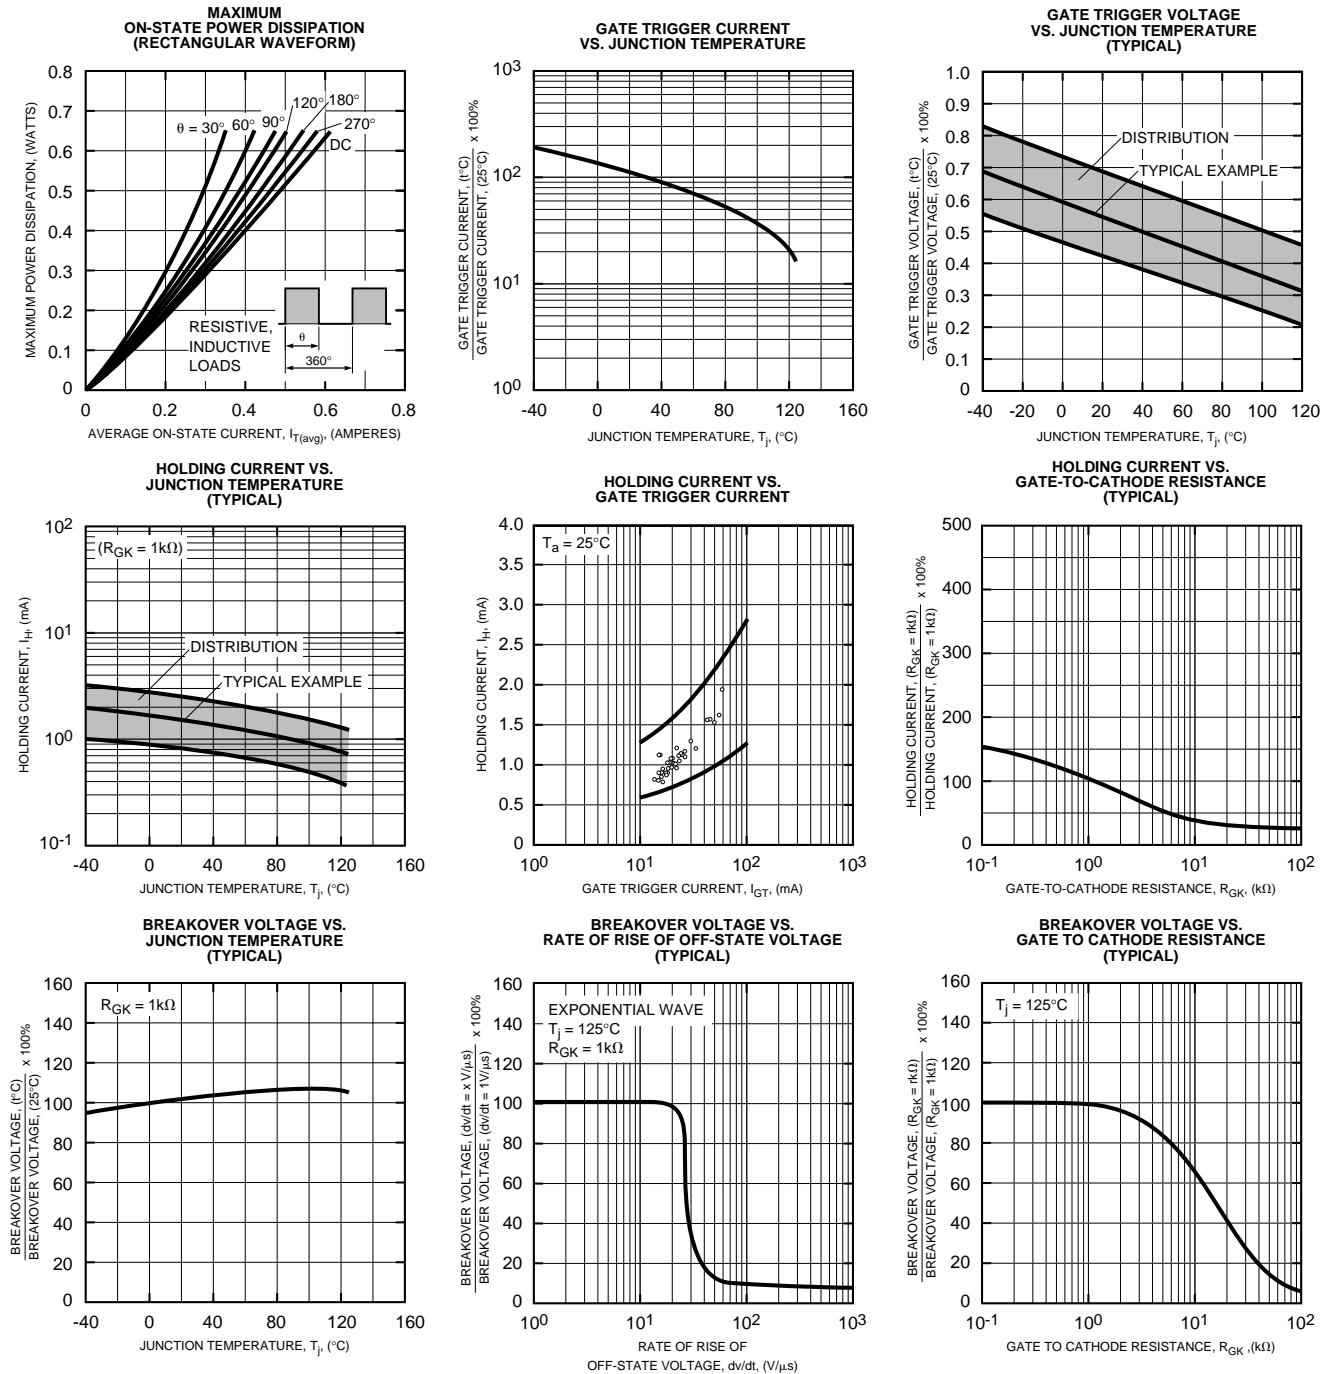 MAXIMUM
ON-STATE POWER DISSIPATION
(RECTANGULAR WAVEFORM)
MAXIMUM POWER DISSIPATION, (WATTS)
0.8
0.7
0.6
0.5
0.4
0.3
0.2
0.1
0
θ = 30° 60° 90° 120° 180°
270°
DC
RESISTIVE,
INDUCTIVE
LOADS
θ
360°
0 0.2 0.4 0.6 0.8
AVERAGE ON-STATE CURRENT, IT(avg), (AMPERES)
GATE TRIGGER CURRENT
VS. JUNCTION TEMPERATURE
GATE TRIGGER CURRENT, (t°C)
GATE TRIGGER CURRENT, (25°C)
x 100%
10³
10²
10¹
10⁰
-40 0 40 80 120 160
JUNCTION TEMPERATURE, Tj, (°C)
GATE TRIGGER VOLTAGE
VS. JUNCTION TEMPERATURE
(TYPICAL)
GATE TRIGGER VOLTAGE, (t°C)
GATE TRIGGER VOLTAGE, (25°C)
x 100%
1.0
0.9
0.8
0.7
0.6
0.5
0.4
0.3
0.2
0.1
0
DISTRIBUTION
TYPICAL EXAMPLE
-40 -20 0 20 40 60 80 100 120
JUNCTION TEMPERATURE, Tj, (°C)
HOLDING CURRENT VS.
JUNCTION TEMPERATURE
(TYPICAL)
HOLDING CURRENT, IH, (mA)
10²
10¹
10⁰
10⁻¹
(RGK = 1kΩ)
DISTRIBUTION
TYPICAL EXAMPLE
-40 0 40 80 120 160
JUNCTION TEMPERATURE, Tj, (°C)
HOLDING CURRENT VS.
GATE TRIGGER CURRENT
HOLDING CURRENT, IH, (mA)
4.0
3.5
3.0
2.5
2.0
1.5
1.0
0.5
0
Ta = 25°C
10⁰ 10¹ 10² 10³
GATE TRIGGER CURRENT, IGT, (mA)
HOLDING CURRENT VS.
GATE-TO-CATHODE RESISTANCE
(TYPICAL)
HOLDING CURRENT, (RGK = rkΩ)
HOLDING CURRENT, (RGK = 1kΩ)
x 100%
500
400
300
200
150
100
50
0
10⁻¹ 10⁰ 10¹ 10²
GATE-TO-CATHODE RESISTANCE, RGK, (kΩ)
BREAKOVER VOLTAGE VS.
JUNCTION TEMPERATURE
(TYPICAL)
BREAKOVER VOLTAGE, (t°C)
BREAKOVER VOLTAGE, (25°C)
x 100%
160
140
120
100
80
60
40
20
0
RGK = 1kΩ
-40 0 40 80 120 160
JUNCTION TEMPERATURE, Tj, (°C)
BREAKOVER VOLTAGE VS.
RATE OF RISE OF OFF-STATE VOLTAGE
(TYPICAL)
BREAKOVER VOLTAGE, (dv/dt = x V/µs)
BREAKOVER VOLTAGE, (dv/dt = 1V/µs)
x 100%
160
140
120
100
80
60
40
20
0
EXPONENTIAL WAVE
Tj = 125°C
RGK = 1kΩ
10⁰ 10¹ 10² 10³
RATE OF RISE OF
OFF-STATE VOLTAGE, dv/dt, (V/µs)
BREAKOVER VOLTAGE VS.
GATE TO CATHODE RESISTANCE
(TYPICAL)
BREAKOVER VOLTAGE, (RGK = rkΩ)
BREAKOVER VOLTAGE, (RGK = 1kΩ)
x 100%
160
140
120
100
80
60
40
20
0
Tj = 125°C
10⁻¹ 10⁰ 10¹ 10²
GATE TO CATHODE RESISTANCE, RGK ,(kΩ)